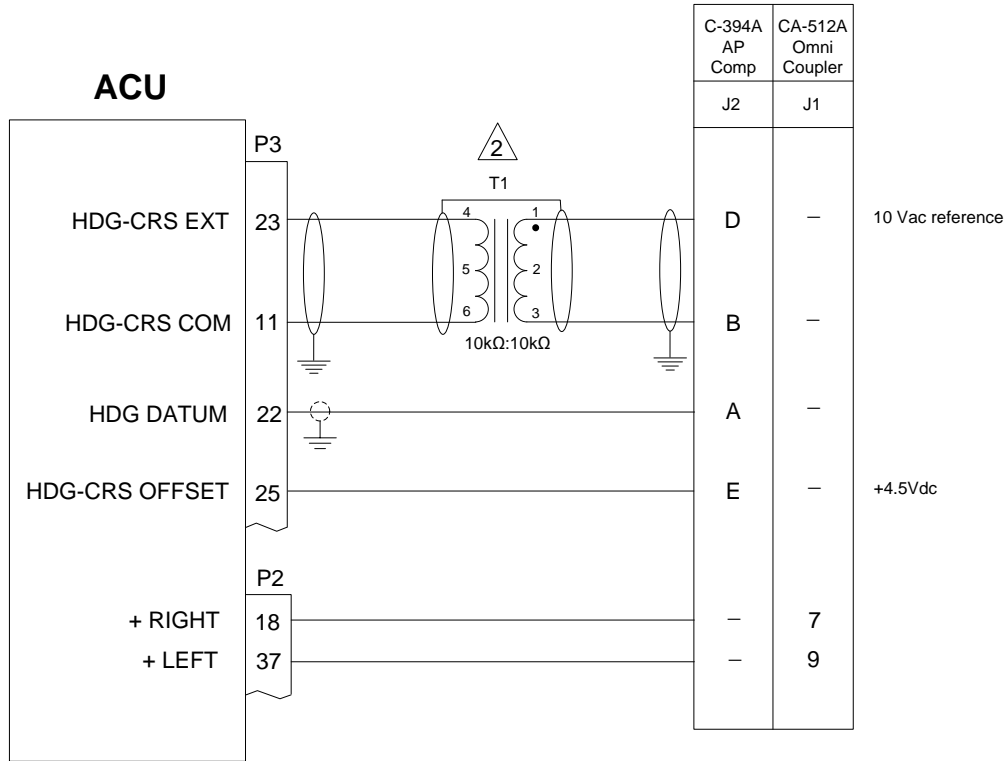 C-394A AP Comp
CA-512A Omni Coupler
ACU
J2
J1
P3
2
T1
HDG-CRS EXT
23
4
1
D
–
10 Vac reference
5
2
HDG-CRS COM
11
6
3
B
–
10kΩ:10kΩ
HDG DATUM
22
A
–
HDG-CRS OFFSET
25
E
–
+4.5Vdc
P2
+ RIGHT
18
–
7
+ LEFT
37
–
9